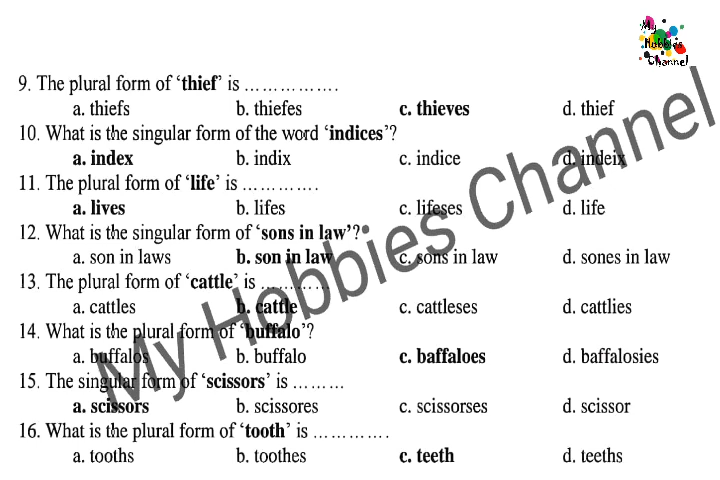 My
Hobbies
Channel
9. The plural form of ‘thief’ is …………….
a. thiefs b. thiefes c. thieves d. thief
10. What is the singular form of the word ‘indices’?
a. index b. indix c. indice d. indeix
11. The plural form of ‘life’ is ………….
a. lives b. lifes c. lifeses d. life
12. What is the singular form of ‘sons in law’?
a. son in laws b. son in law c. sons in law d. sones in law
13. The plural form of ‘cattle’ is …………
a. cattles b. cattle c. cattleses d. cattlies
14. What is the plural form of ‘buffalo’?
a. buffalos b. buffalo c. baffaloes d. baffalosies
15. The singular form of ‘scissors’ is ………
a. scissors b. scissores c. scissorses d. scissor
16. What is the plural form of ‘tooth’ is ………….
a. tooths b. toothes c. teeth d. teeths
My Hobbies Channel